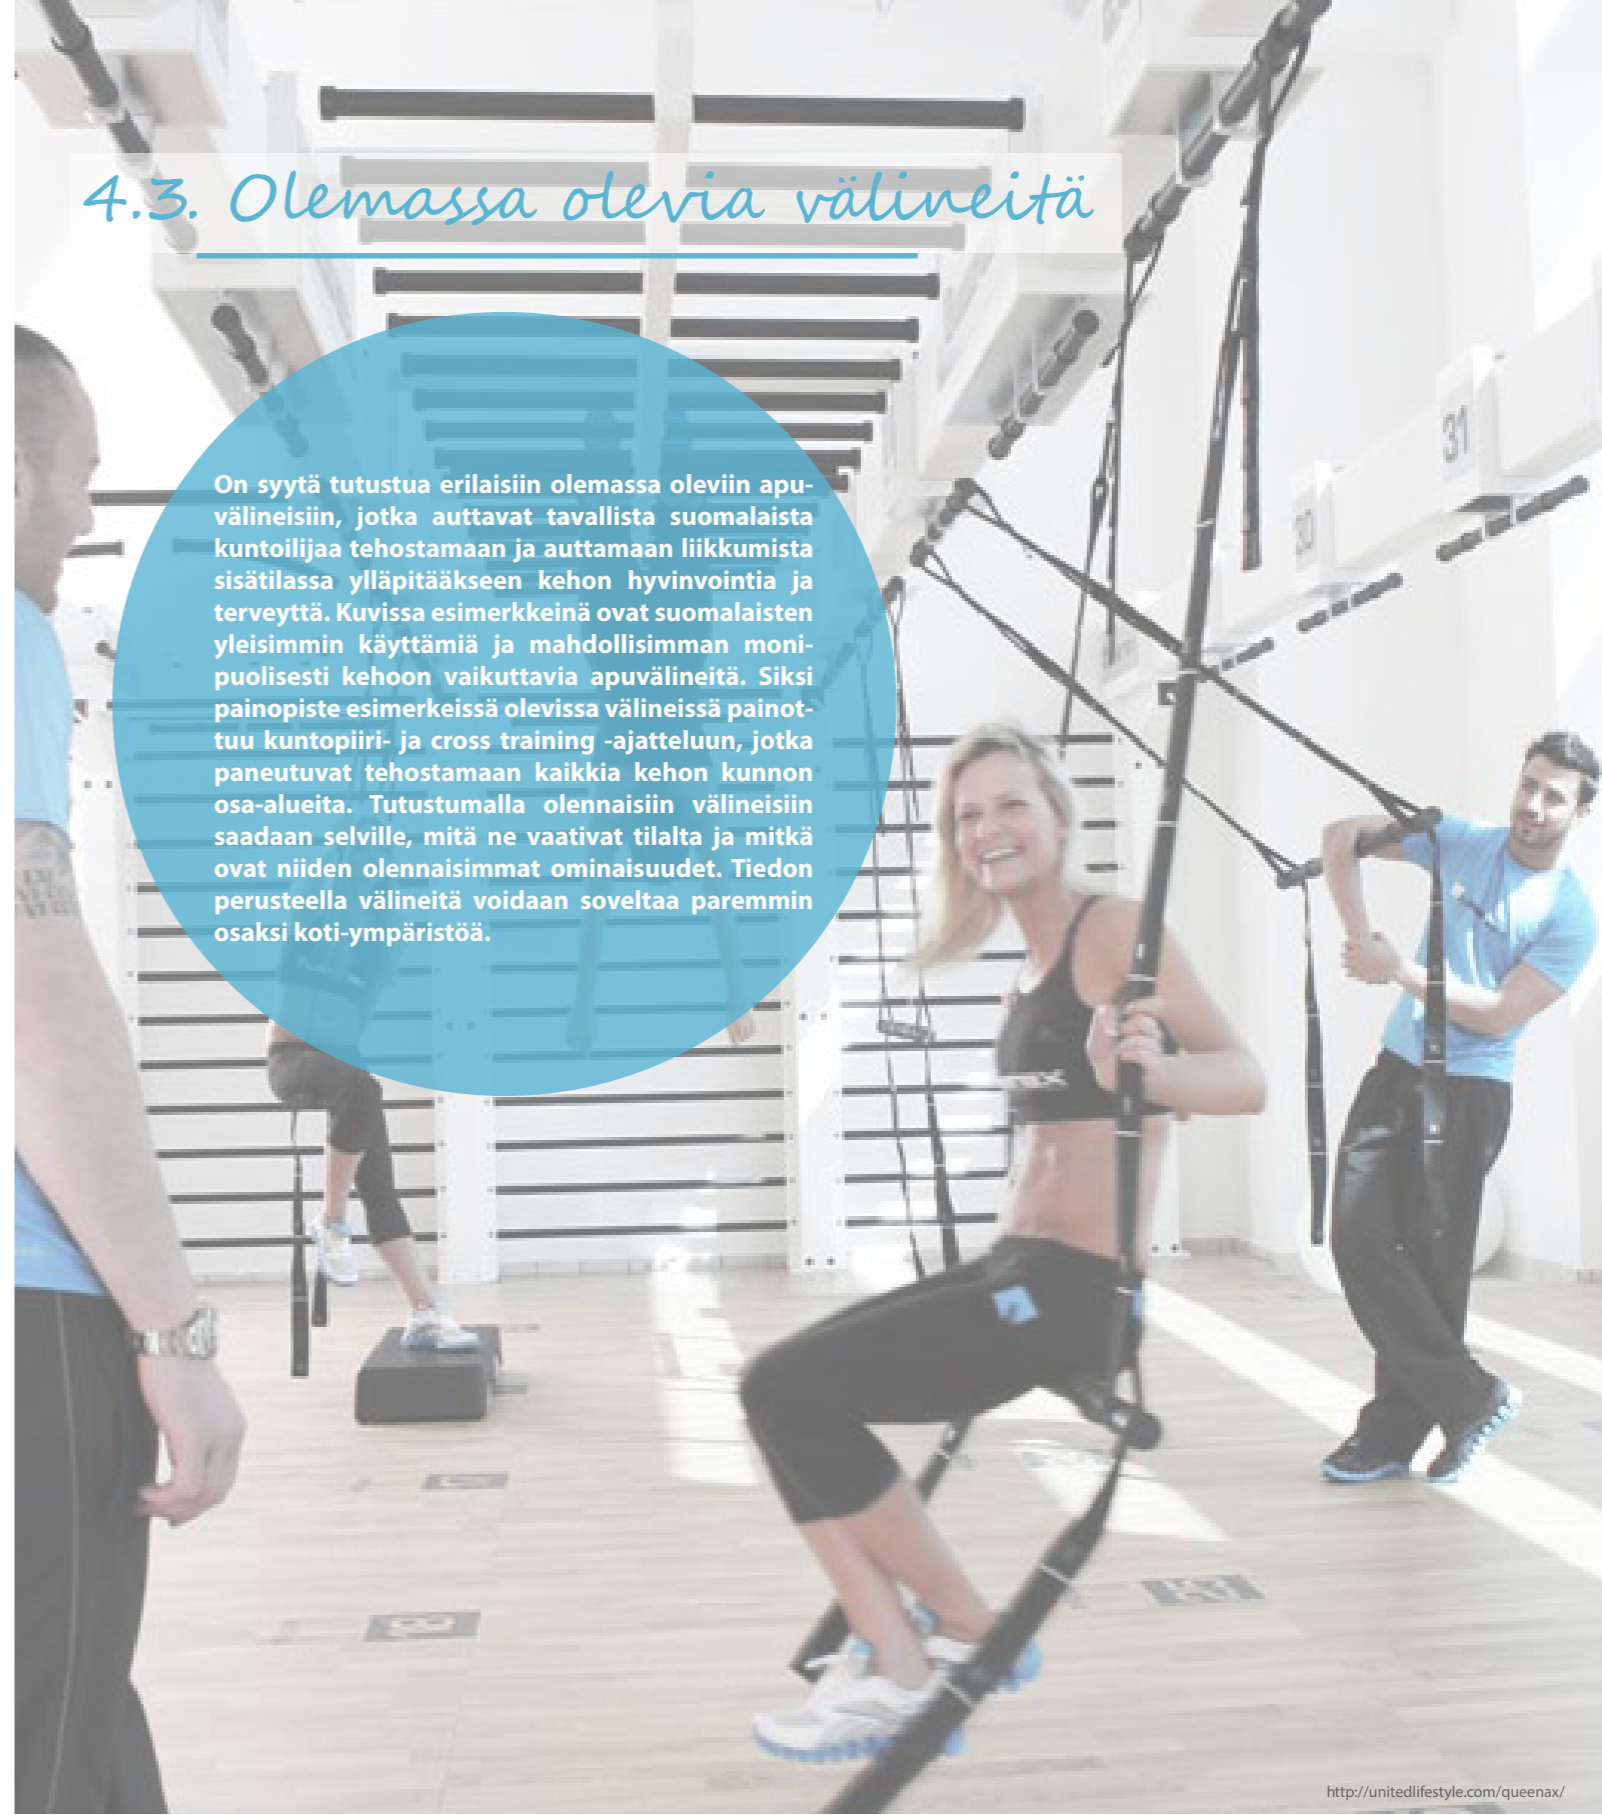 4.3. Olemassa olevia välineitä
On syytä tutustua erilaisiin olemassa oleviin apu-
välineisiin, jotka auttavat tavallista suomalaista
kuntoilijaa tehostamaan ja auttamaan liikkumista
sisätilassa ylläpitääkseen kehon hyvinvointia ja
terveyttä. Kuvissa esimerkkeinä ovat suomalaisten
yleisimmin käyttämiä ja mahdollisimman moni-
puolisesti kehoon vaikuttavia apuvälineitä. Siksi
painopiste esimerkeissä olevissa välineissä painot-
tuu kuntopiiri- ja cross training -ajatteluun, jotka
paneutuvat tehostamaan kaikkia kehon kunnon
osa-alueita. Tutustumalla olennaisiin välineisiin
saadaan selville, mitä ne vaativat tilalta ja mitkä
ovat niiden olennaisimmat ominaisuudet. Tiedon
perusteella välineitä voidaan soveltaa paremmin
osaksi koti-ympäristöä.
31
30
http://unitedlifestyle.com/queenax/